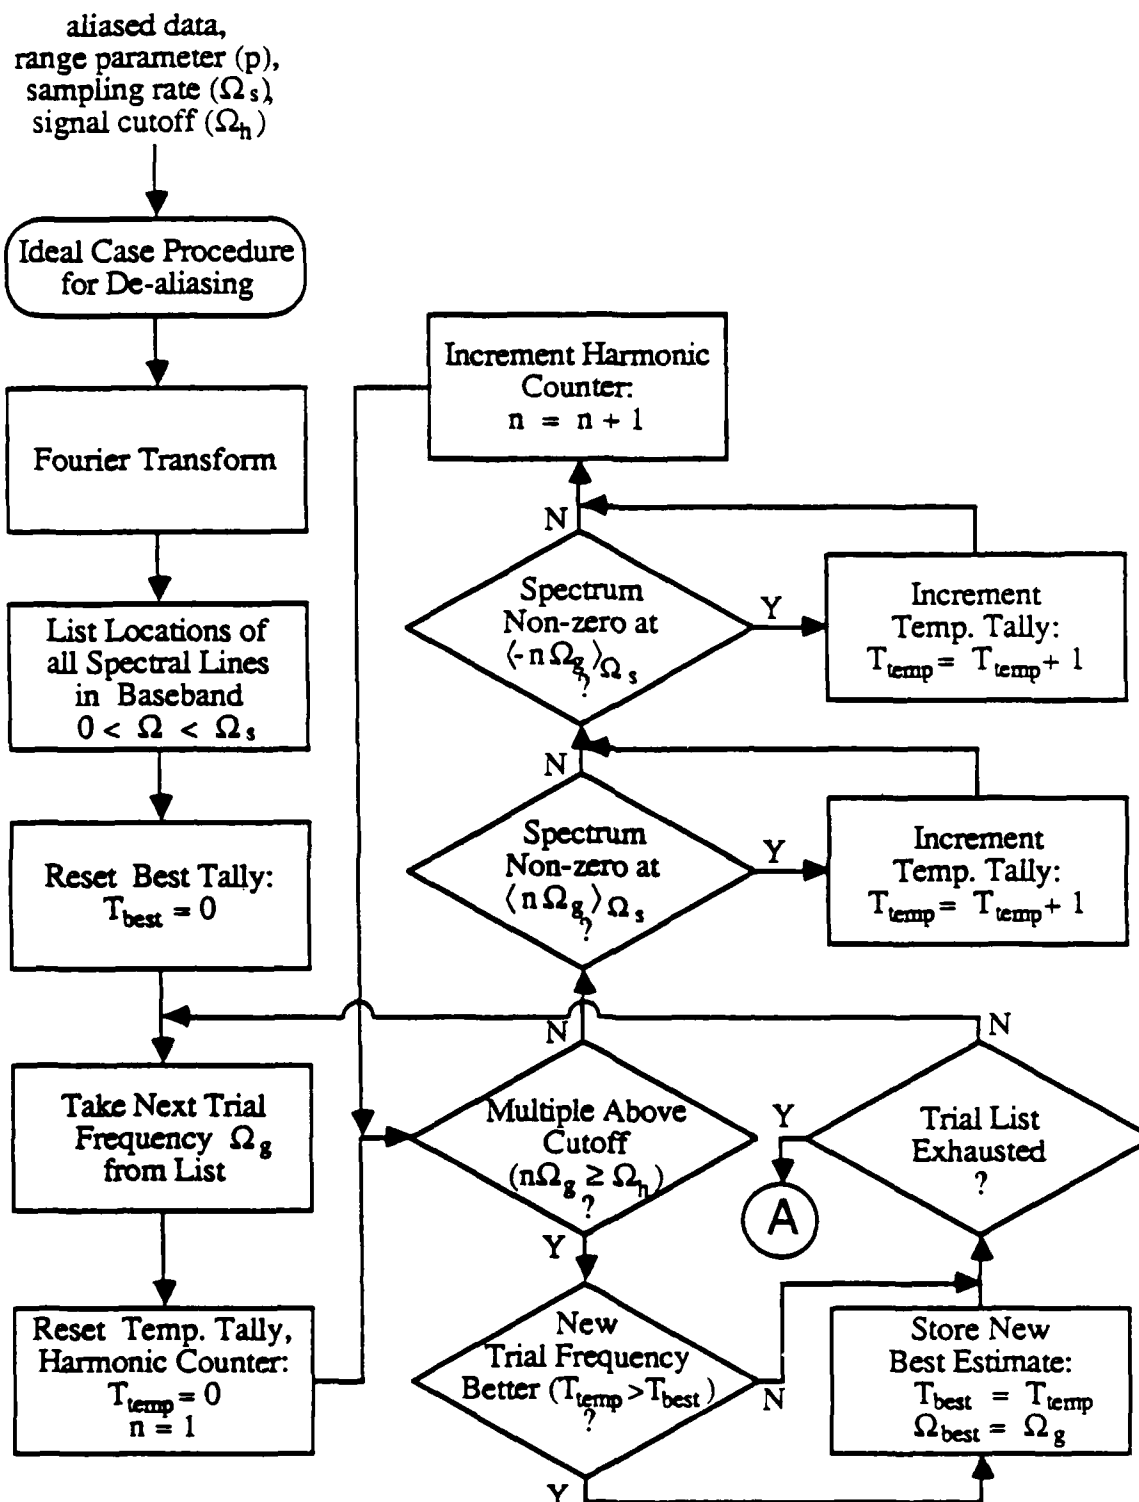 aliased data,
range parameter (p),
sampling rate (Ω s),
signal cutoff (Ωh)
Ideal Case Procedure
for De-aliasing
Fourier Transform
List Locations of
all Spectral Lines
in Baseband
0 < Ω < Ω s
Reset Best Tally:
Tbest = 0
Take Next Trial
Frequency Ωg
from List
Reset Temp. Tally,
Harmonic Counter:
Ttemp = 0
n = 1
Increment Harmonic
Counter:
n = n + 1
N
Spectrum
Non-zero at
⟨-nΩg⟩Ω s
?
Y
Increment
Temp. Tally:
Ttemp = Ttemp + 1
N
Spectrum
Non-zero at
⟨nΩg⟩Ω s
?
Y
Increment
Temp. Tally:
Ttemp = Ttemp + 1
N
Multiple Above
Cutoff
(nΩg ≥ Ωh)
?
Y
New
Trial Frequency
Better (Ttemp > Tbest)
?
N
Y
Store New
Best Estimate:
Tbest = Ttemp
Ωbest = Ωg
N
Trial List
Exhausted
?
Y
A